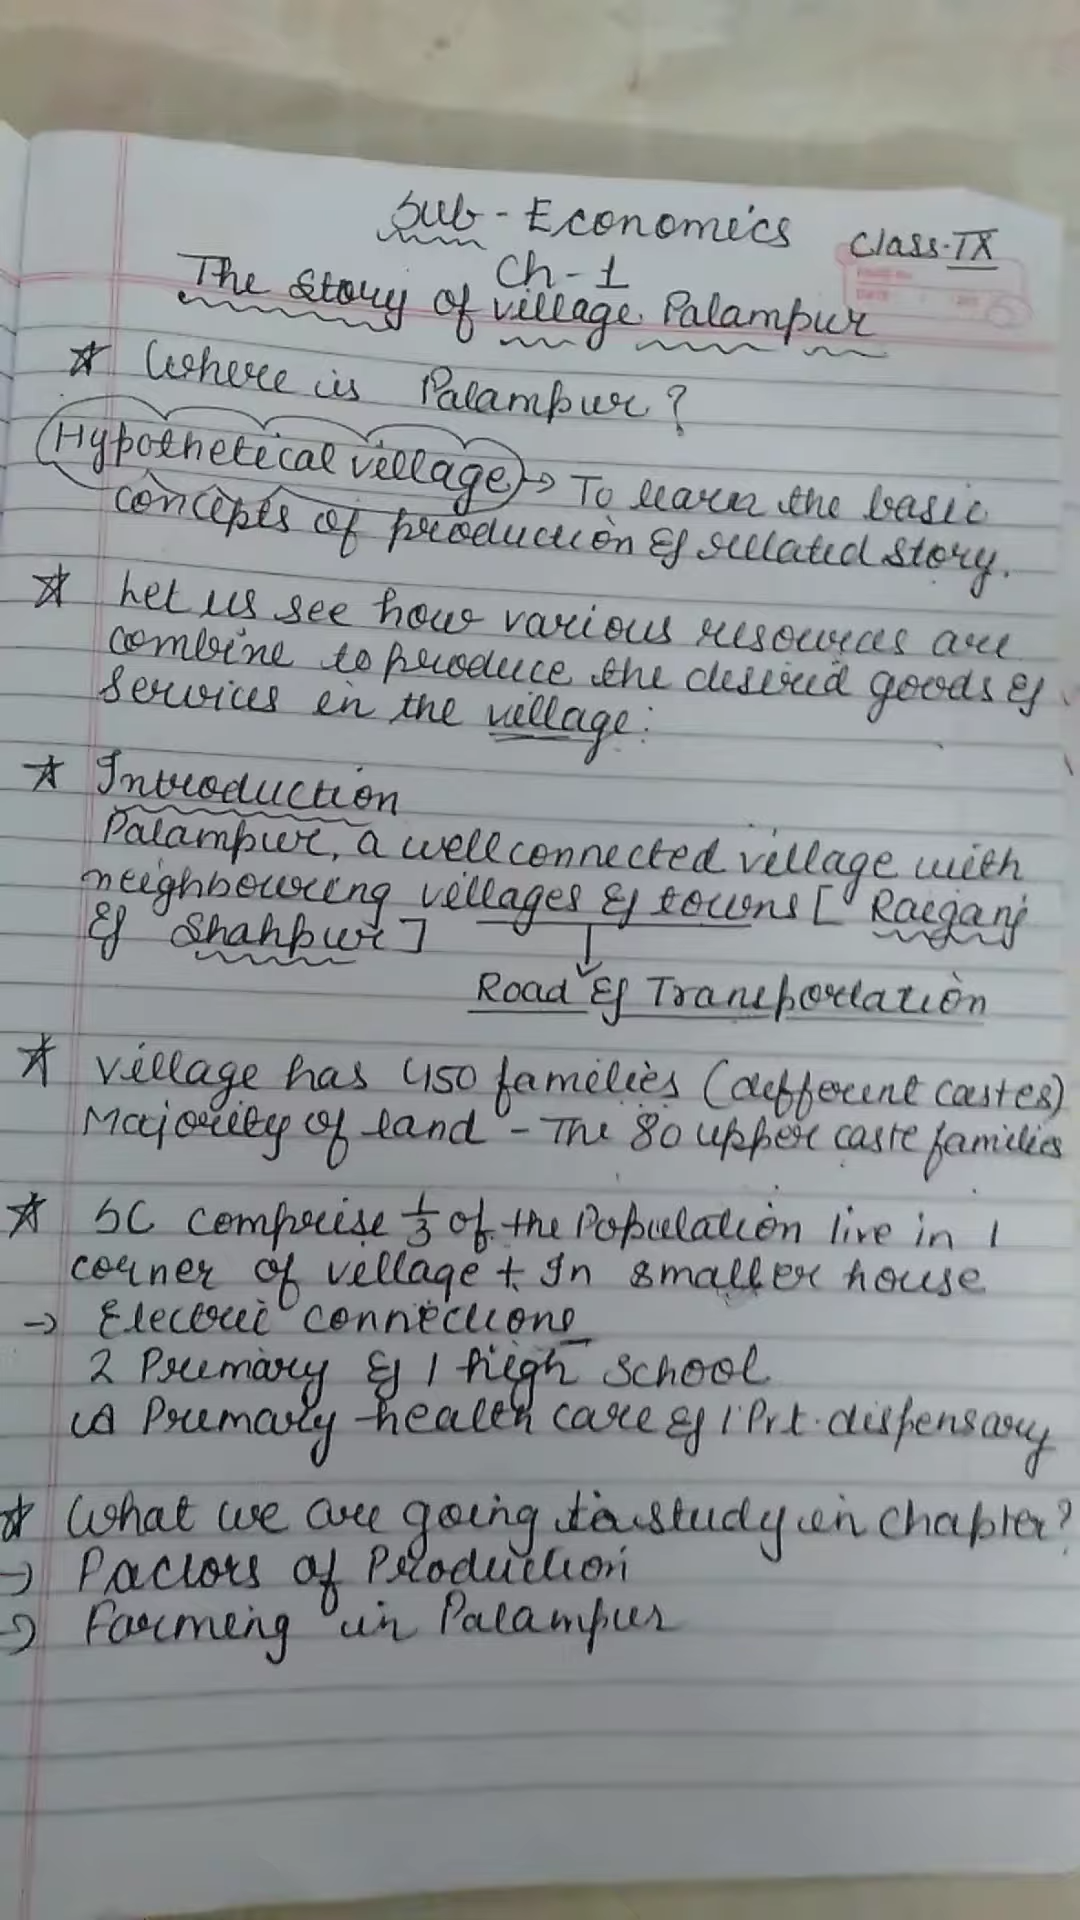 Sub - Economics Class - IX
Ch - 1
The Story of village Palampur
☆ Where is Palampur?
Hypothetical village → To learn the basic
concepts of production & related story.
☆ Let us see how various resources are
combine to produce the desired goods &
services in the village:
☆ Introduction
Palampur, a well connected village with
neighbouring villages & towns [ Raiganj
& Shahpur ]
↓
Road & Transportation
☆ Village has 450 families (different castes)
Majority of land - The 80 upper caste families
☆ SC comprise 1/3 of the Population live in 1
corner of village + In smaller house
→ Electric connections
2 Primary & 1 high school
Primary health care & 1 Prt. dispensary
☆ What we are going to study in chapter?
→ Factors of Production
→ Farming in Palampur